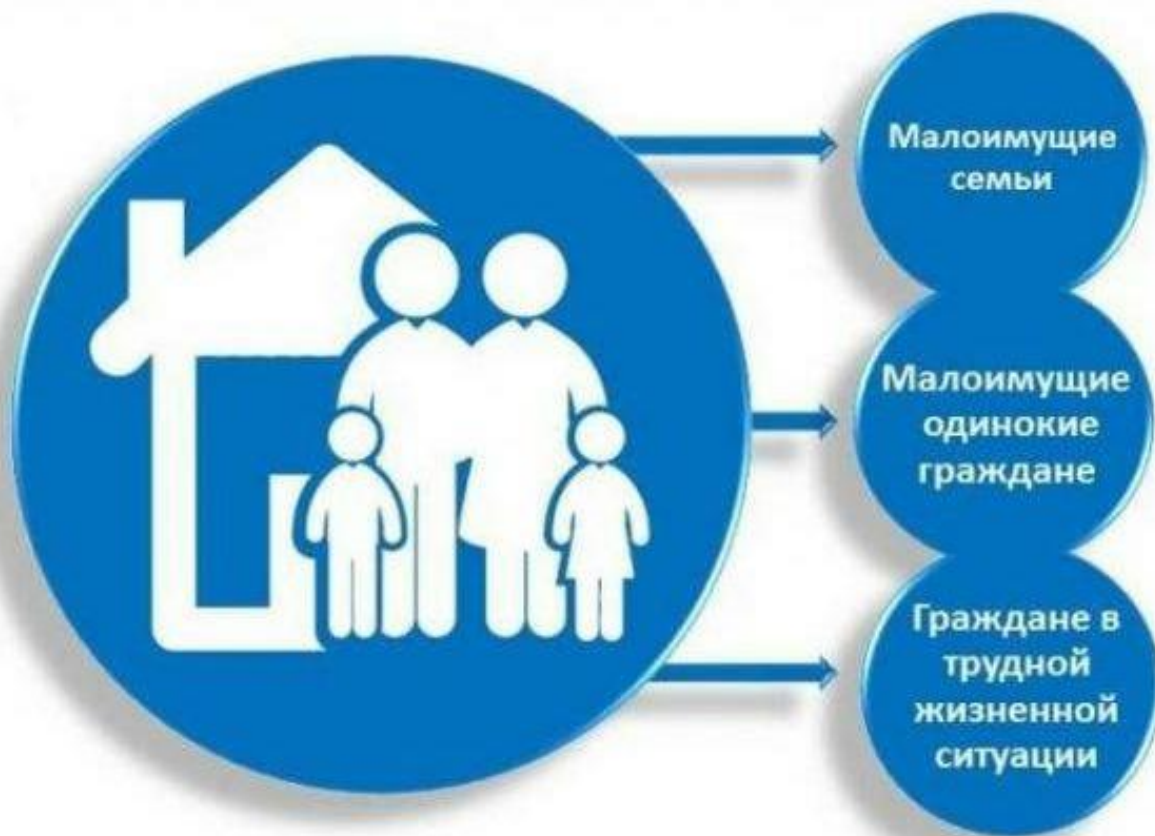 Малоимущие
семьи
Малоимущие
одинокие
граждане
Граждане в
трудной
жизненной
ситуации